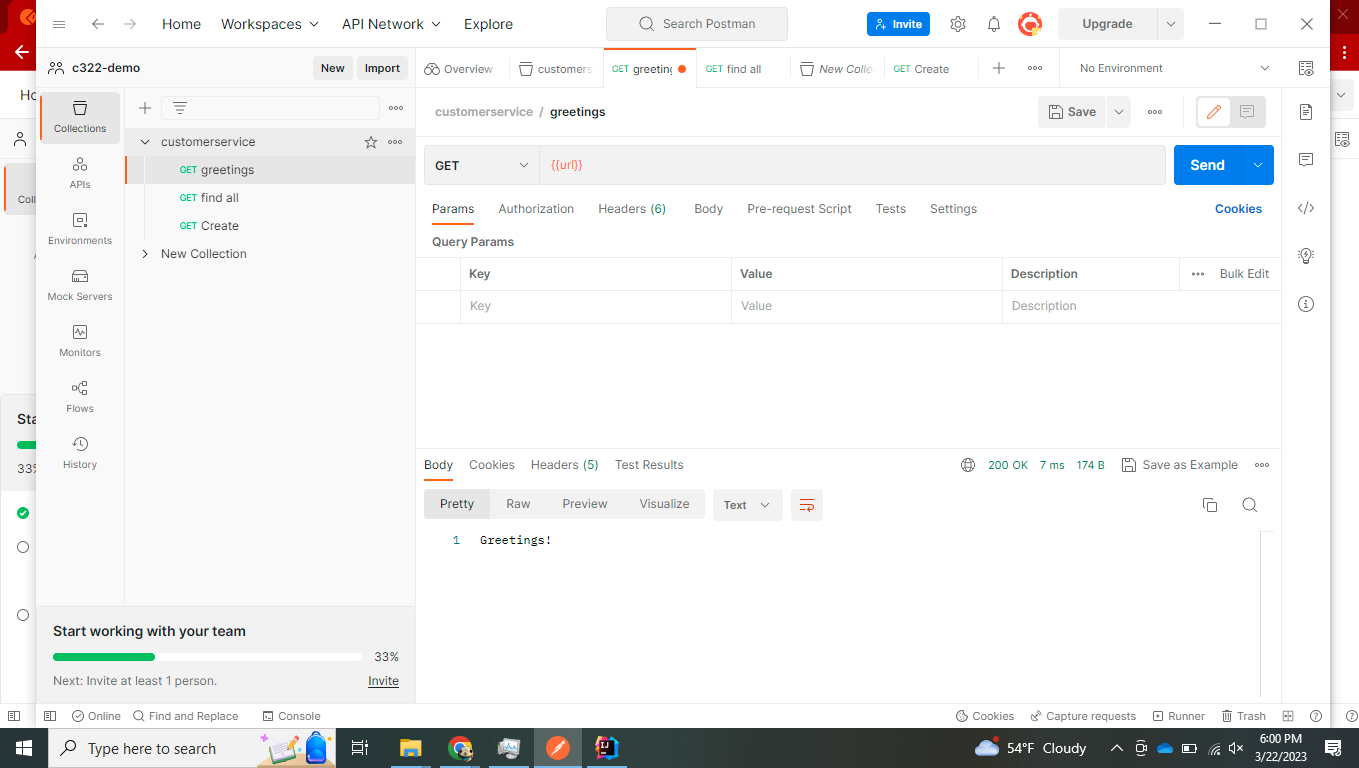 Home Workspaces API Network Explore Search Postman Invite Upgrade
c322-demo New Import Overview customers GET greeting GET find all New Colle GET Create No Environment
Collections
APIs
Environments
Mock Servers
Monitors
Flows
History
customerservice
GET greetings
GET find all
GET Create
New Collection
customerservice / greetings Save
GET {{url}} Send
Params Authorization Headers (6) Body Pre-request Script Tests Settings Cookies
Query Params
Key Value Description Bulk Edit
Key Value Description
Body Cookies Headers (5) Test Results 200 OK 7 ms 174 B Save as Example
Pretty Raw Preview Visualize Text
1 Greetings!
Start working with your team
33%
Next: Invite at least 1 person. Invite
Ho
Coll
Sta
33%
Online Find and Replace Console Cookies Capture requests Runner Trash
Type here to search 54°F Cloudy 6:00 PM
3/22/2023